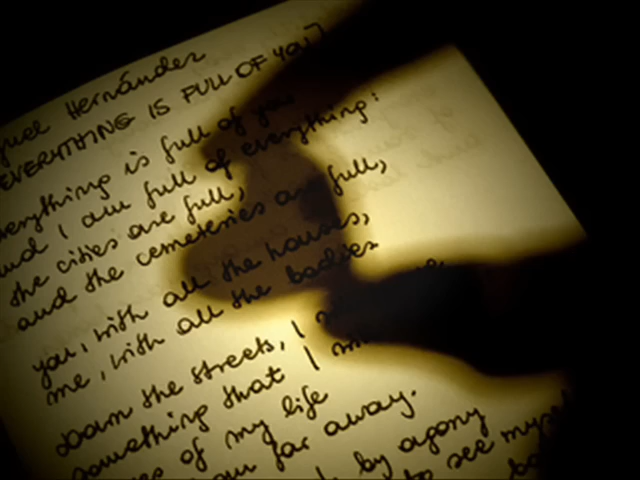 Hernández
EVERYTHING IS FULL OF YOU
everything is full of you
and I am full of everything:
the cities are full,
and the cemeteries are full,
you, with all the houses,
me, with all the bodies
down the streets, I
something that I
of my life
far away.
by agony
to see